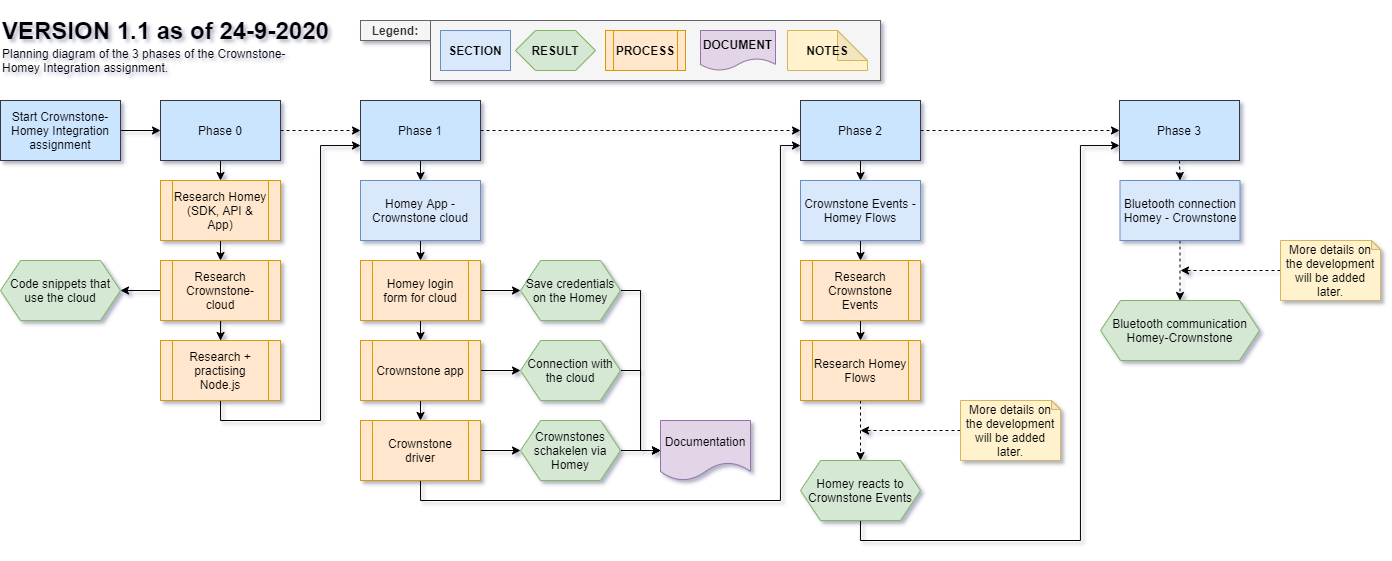 VERSION 1.1 as of 24-9-2020
Planning diagram of the 3 phases of the Crownstone-
Homey Integration assignment.
Legend:
SECTION
RESULT
PROCESS
DOCUMENT
NOTES
Start Crownstone-
Homey Integration
assignment
Phase 0
Phase 1
Phase 2
Phase 3
Research Homey
(SDK, API &
App)
Homey App -
Crownstone cloud
Crownstone Events -
Homey Flows
Bluetooth connection
Homey - Crownstone
Code snippets that
use the cloud
Research
Crownstone-
cloud
Homey login
form for cloud
Save credentials
on the Homey
Research
Crownstone
Events
More details on
the development
will be added
later.
Bluetooth communication
Homey-Crownstone
Research +
practising
Node.js
Crownstone app
Connection with
the cloud
Research Homey
Flows
Crownstone
driver
Crownstones
schakelen via
Homey
Documentation
More details on
the development
will be added
later.
Homey reacts to
Crownstone Events